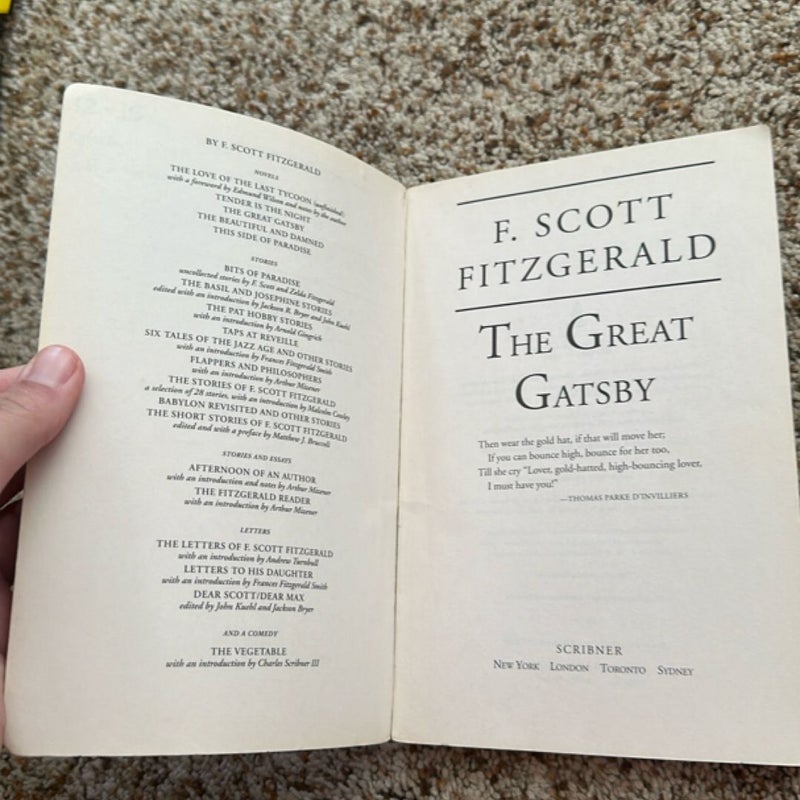 BY F. SCOTT FITZGERALD
NOVELS
THE LOVE OF THE LAST TYCOON (unfinished)
with a foreword by Edmund Wilson and notes by the author
TENDER IS THE NIGHT
THE GREAT GATSBY
THE BEAUTIFUL AND DAMNED
THIS SIDE OF PARADISE
STORIES
BITS OF PARADISE
uncollected stories by F. Scott and Zelda Fitzgerald
THE BASIL AND JOSEPHINE STORIES
edited with an introduction by Jackson R. Bryer and John Kuehl
THE PAT HOBBY STORIES
with an introduction by Arnold Gingrich
TAPS AT REVEILLE
SIX TALES OF THE JAZZ AGE AND OTHER STORIES
with an introduction by Frances Fitzgerald Smith
FLAPPERS AND PHILOSOPHERS
with an introduction by Arthur Mizener
THE STORIES OF F. SCOTT FITZGERALD
a selection of 28 stories, with an introduction by Malcolm Cowley
BABYLON REVISITED AND OTHER STORIES
THE SHORT STORIES OF F. SCOTT FITZGERALD
edited and with a preface by Matthew J. Bruccoli
STORIES AND ESSAYS
AFTERNOON OF AN AUTHOR
with an introduction and notes by Arthur Mizener
THE FITZGERALD READER
with an introduction by Arthur Mizener
LETTERS
THE LETTERS OF F. SCOTT FITZGERALD
with an introduction by Andrew Turnbull
LETTERS TO HIS DAUGHTER
with an introduction by Frances Fitzgerald Smith
DEAR SCOTT/DEAR MAX
edited by John Kuehl and Jackson Bryer
AND A COMEDY
THE VEGETABLE
with an introduction by Charles Scribner III
F. SCOTT
FITZGERALD
THE GREAT
GATSBY
Then wear the gold hat, if that will move her;
If you can bounce high, bounce for her too,
Till she cry "Lover, gold-hatted, high-bouncing lover,
I must have you!"
—THOMAS PARKE D'INVILLIERS
SCRIBNER
NEW YORK LONDON TORONTO SYDNEY